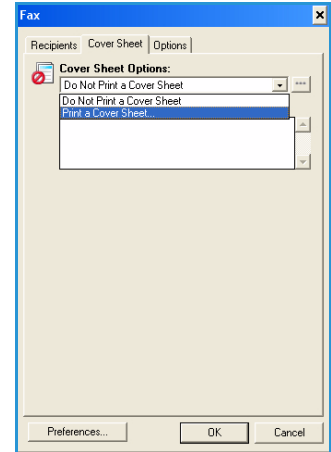 Fax
Recipients Cover Sheet Options
Cover Sheet Options:
Do Not Print a Cover Sheet
Do Not Print a Cover Sheet
Print a Cover Sheet...
Preferences... OK Cancel